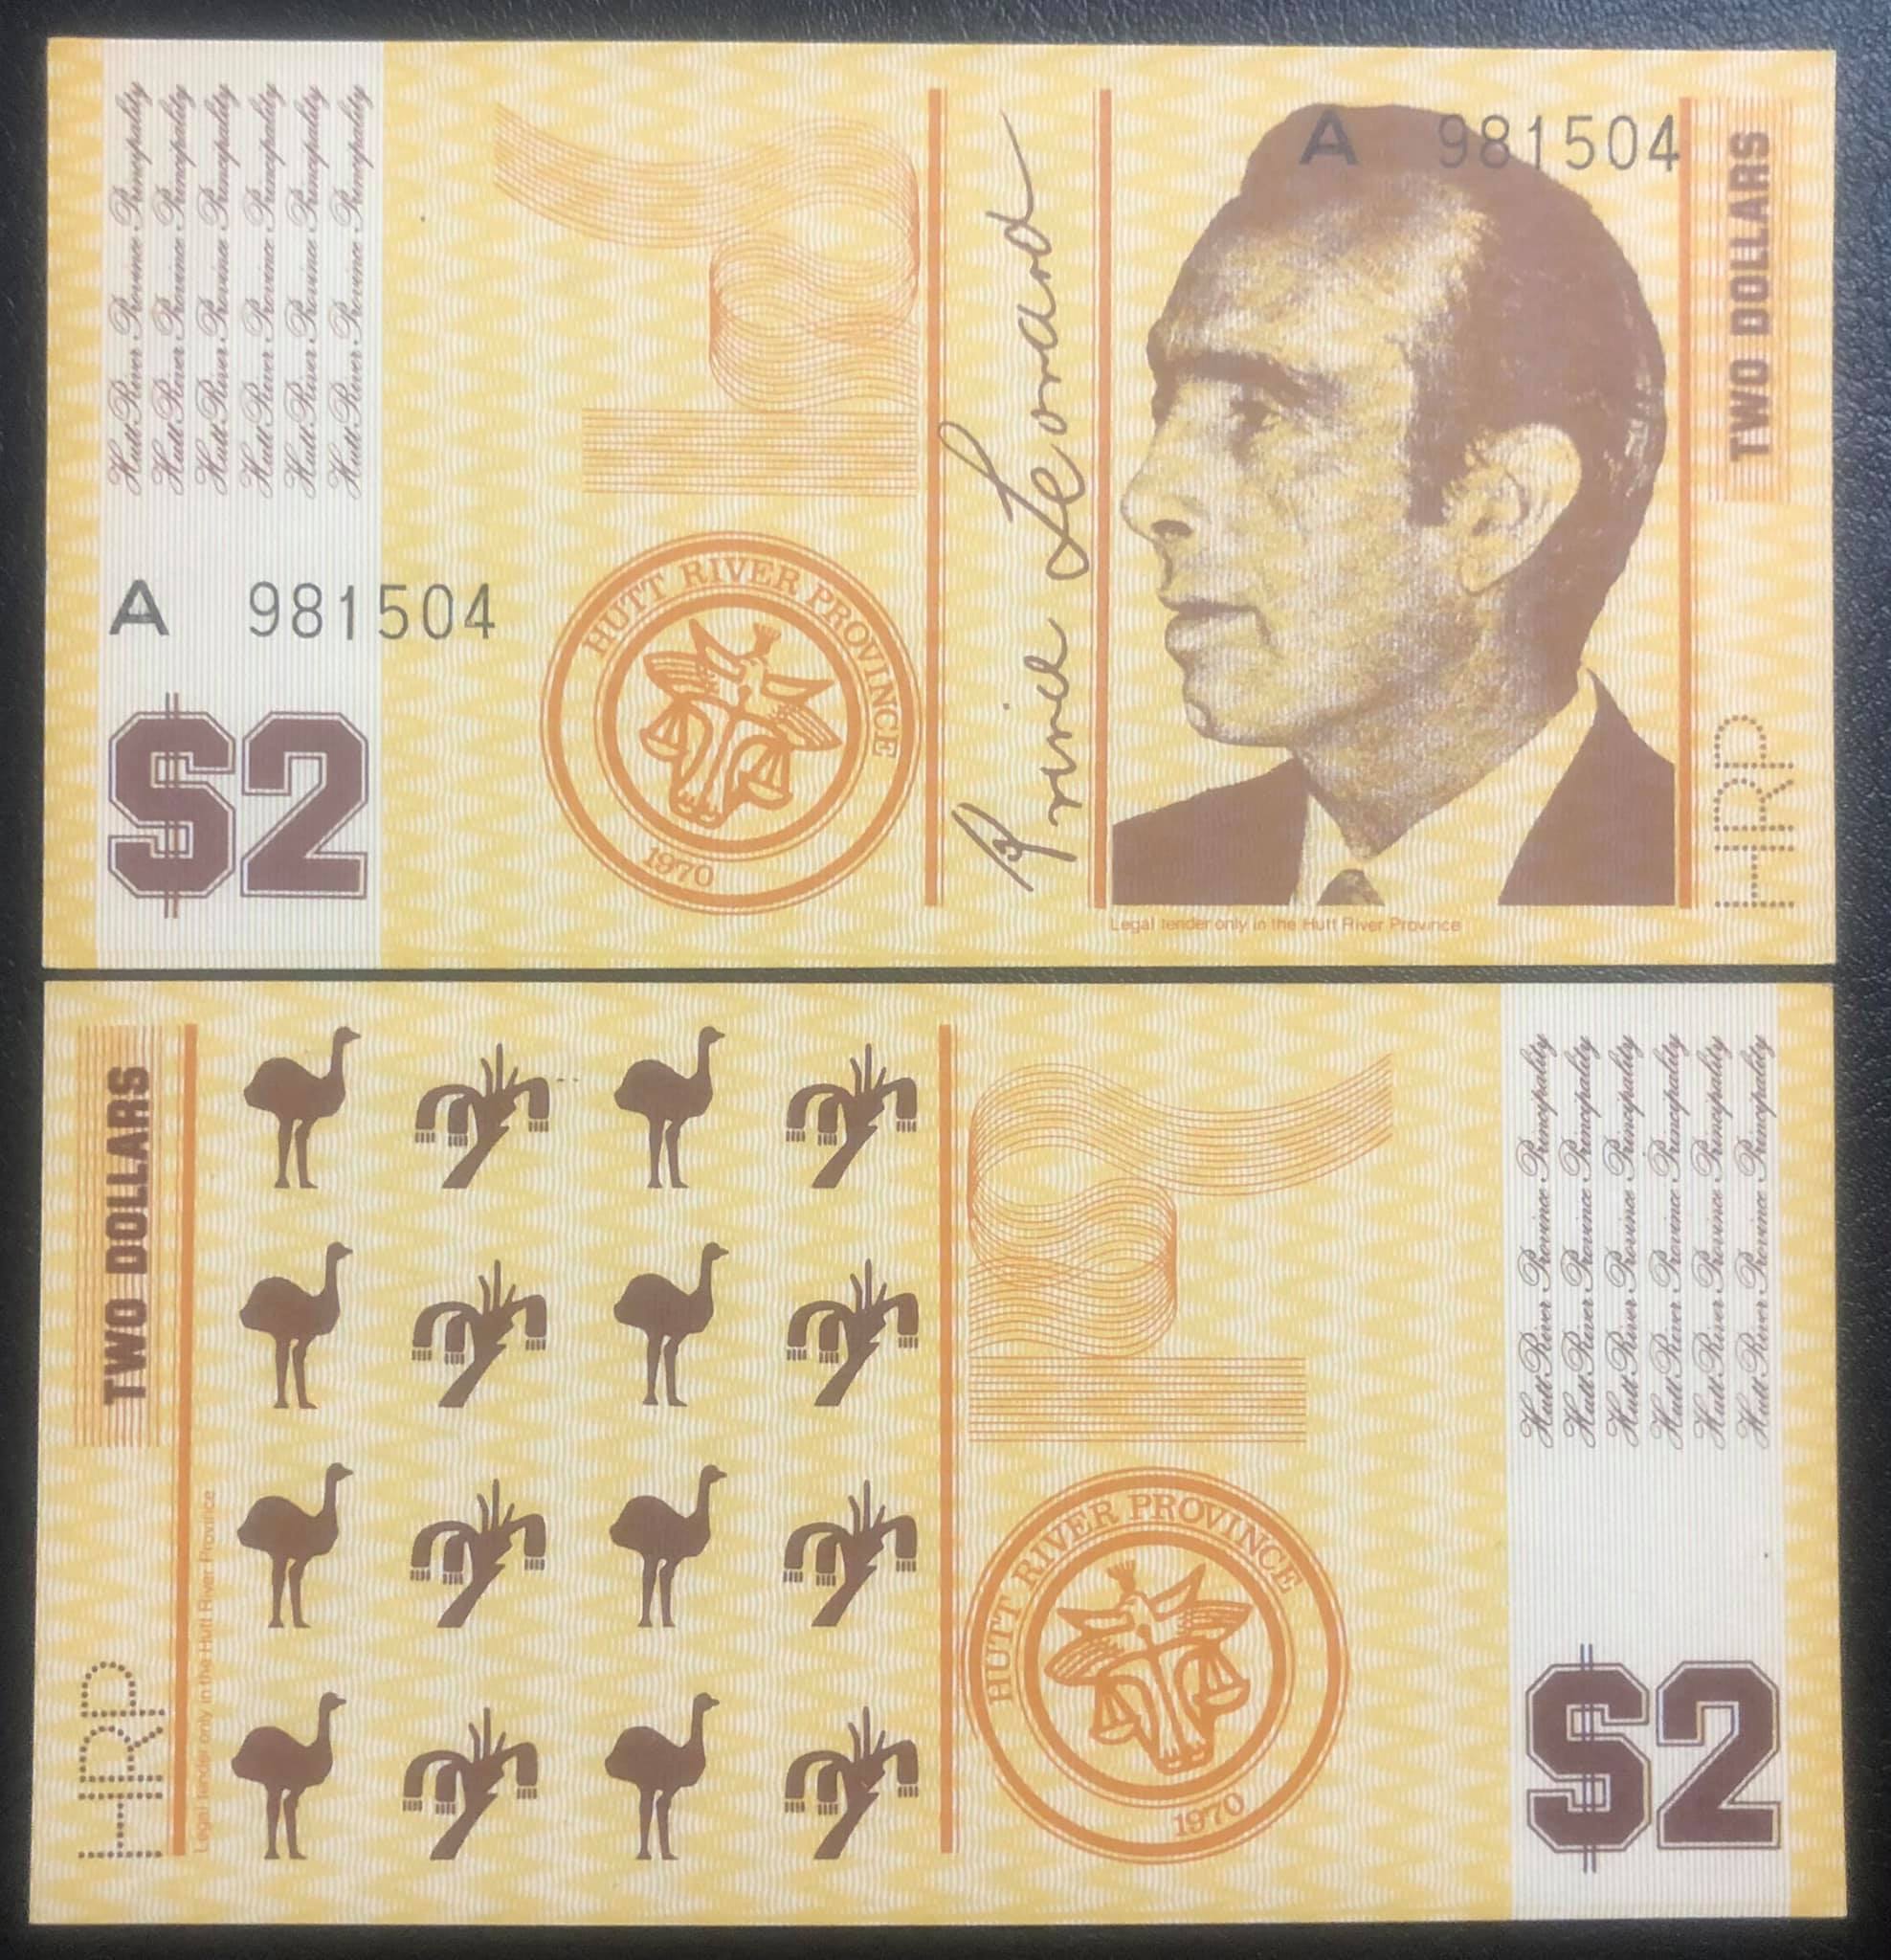 Hutt River Province Principality
Hutt River Province Principality
Hutt River Province Principality
Hutt River Province Principality
Hutt River Province Principality
Hutt River Province Principality
A 981504
$2
HUTT RIVER PROVINCE
1970
Prince Leonard
A 981504
Legal tender only in the Hutt River Province
TWO DOLLARS
HRP
TWO DOLLARS
HRP
Legal tender only in the Hutt River Province
HUTT RIVER PROVINCE
1970
Hutt River Province Principality
Hutt River Province Principality
Hutt River Province Principality
Hutt River Province Principality
Hutt River Province Principality
Hutt River Province Principality
$2